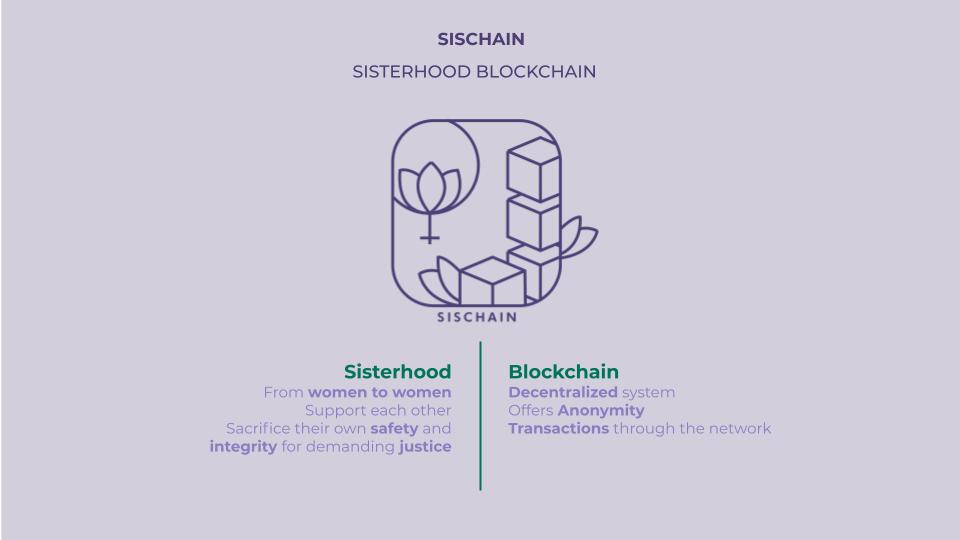 SISCHAIN
SISTERHOOD BLOCKCHAIN
SISCHAIN
Sisterhood
From women to women
Support each other
Sacrifice their own safety and
integrity for demanding justice
Blockchain
Decentralized system
Offers Anonymity
Transactions through the network